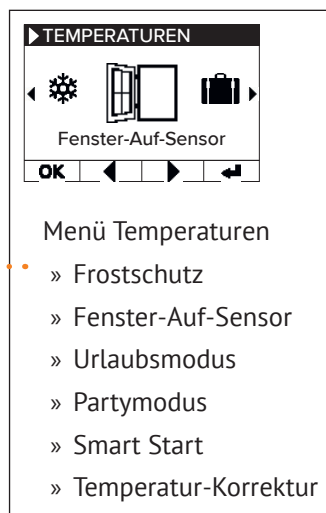 TEMPERATUREN
Fenster-Auf-Sensor
OK
Menü Temperaturen
» Frostschutz
» Fenster-Auf-Sensor
» Urlaubsmodus
» Partymodus
» Smart Start
» Temperatur-Korrektur